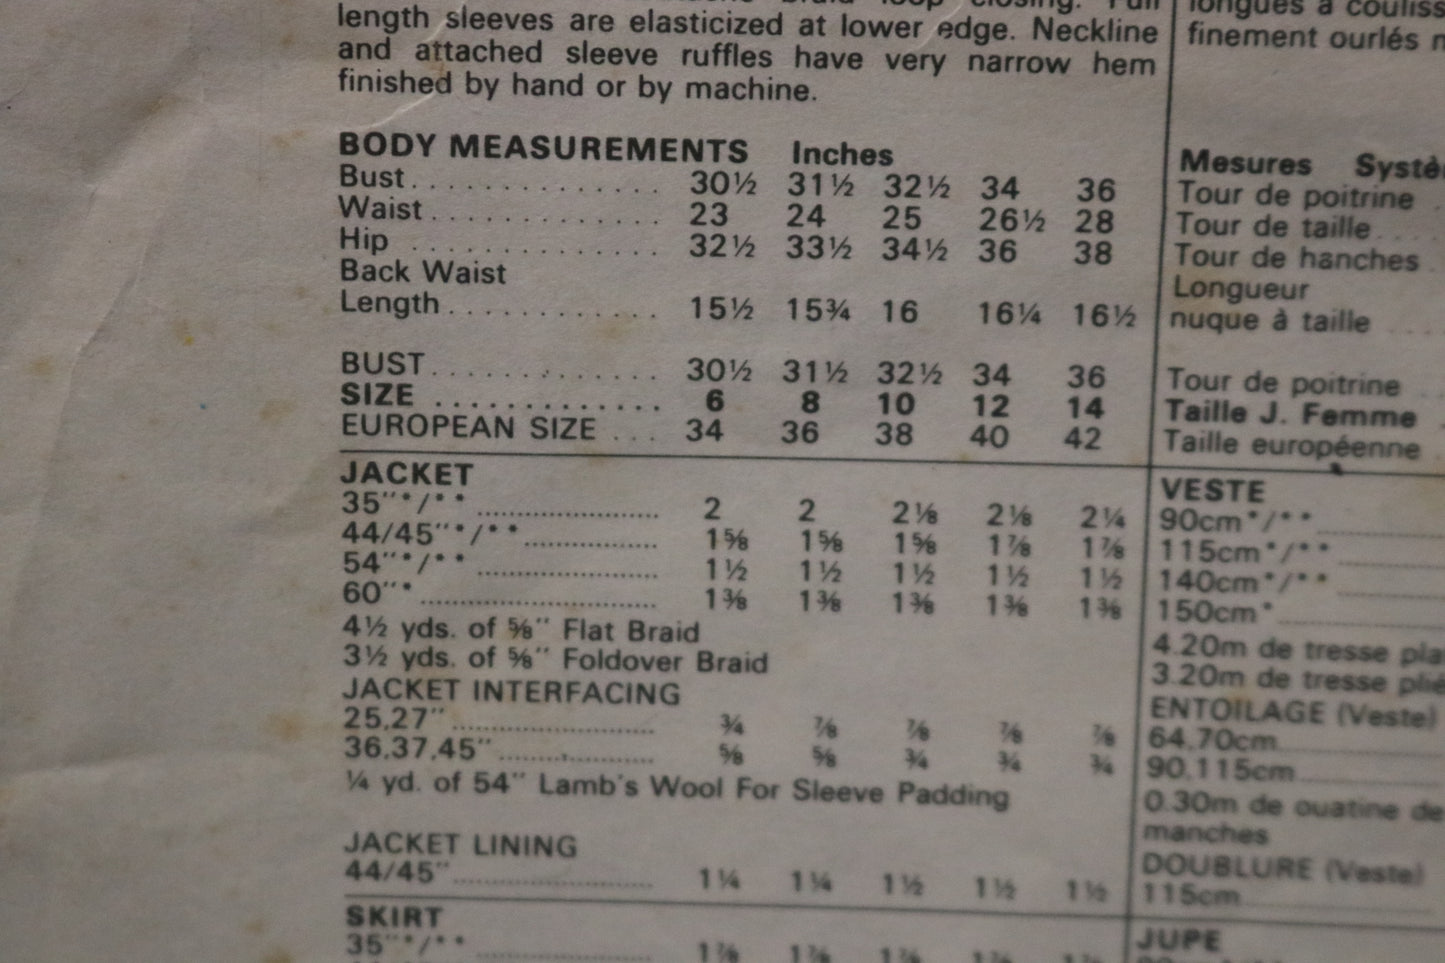 length sleeves are elasticized at lower edge. Neckline
and attached sleeve ruffles have very narrow hem
finished by hand or by machine.
BODY MEASUREMENTS Inches
Bust. . . . . . . . . . . . . . 30½ 31½ 32½ 34 36
Waist . . . . . . . . . . . . . 23 24 25 26½ 28
Hip . . . . . . . . . . . . . . 32½ 33½ 34½ 36 38
Back Waist
Length. . . . . . . . . . . . 15½ 15¾ 16 16¼ 16½
BUST. . . . . . . . . . . . . 30½ 31½ 32½ 34 36
SIZE . . . . . . . . . . . . . 6 8 10 12 14
EUROPEAN SIZE . . . 34 36 38 40 42
JACKET
35"*/** 2 2 2⅛ 2⅛ 2¼
44/45"*/** 1⅝ 1⅝ 1⅝ 1⅞ 1⅞
54"*/** 1½ 1½ 1½ 1½ 1½
60"* 1⅜ 1⅜ 1⅜ 1⅜ 1⅜
4½ yds. of ⅝" Flat Braid
3½ yds. of ⅝" Foldover Braid
JACKET INTERFACING
25,27" ¾ ⅞ ⅞ ⅞ ⅞
36,37,45" ⅝ ⅝ ¾ ¾ ¾
¼ yd. of 54" Lamb's Wool For Sleeve Padding
JACKET LINING
44/45" 1¼ 1¼ 1½ 1½ 1½
SKIRT
35"*/** 1⅞ 1⅞ 1⅞ 1⅞ 1⅞
longues à
finement ourlés
Mesures
Tour de poitrine
Tour de taille
Tour de hanches
Longueur
nuque à taille
Tour de poitrine
Taille J. Femme
Taille européenne
VESTE
90cm*/**
115cm*/**
140cm*/**
150cm*
4.20m de tresse
3.20m de tresse
ENTOILAGE (Veste)
64,70cm
90,115cm
0.30m de ouatine de
manches
DOUBLURE (Veste)
115cm
JUPE